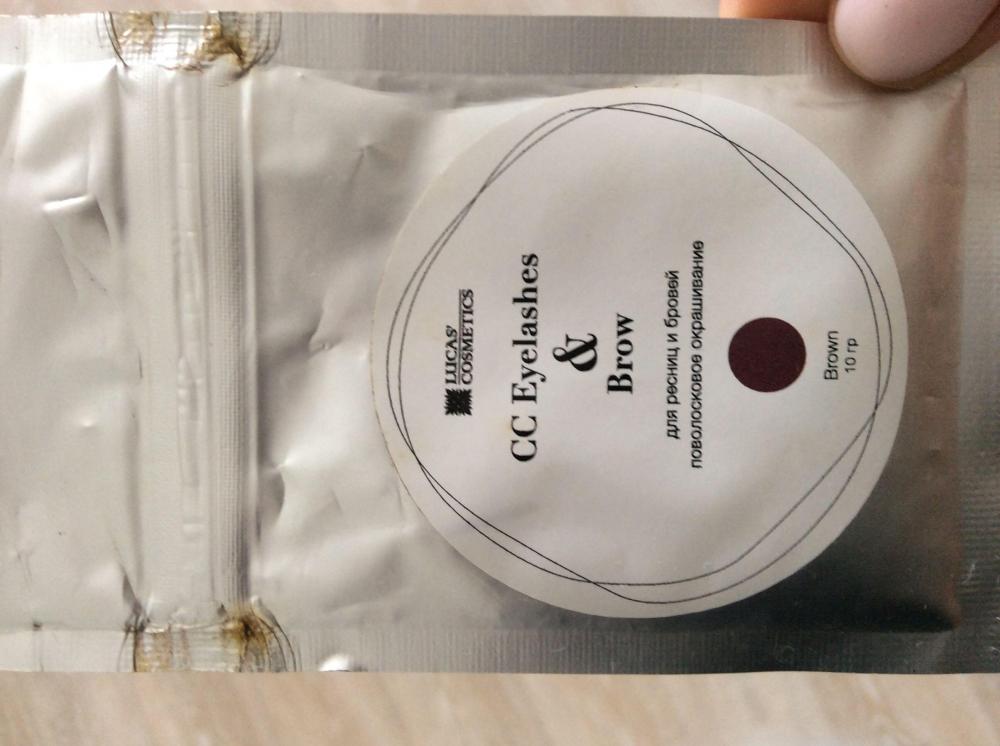 LUCAS'
COSMETICS
CC Eyelashes
&
Brow
для ресниц и бровей
поволосковое окрашивание
Brown
10 гр